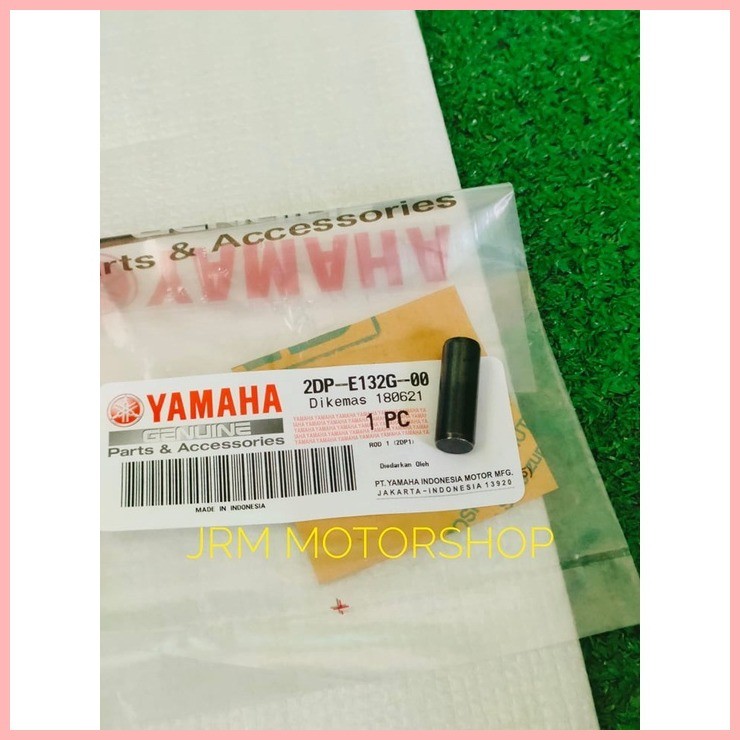 Parts & Accessories
YAMAHA
YAMAHA
2DP-E132G-00
Dikemas 180621
GENUINE
1 PC
Parts & Accessories
ROD 1 (2DP1)
Diedarkan Oleh
PT.YAMAHA INDONESIA MOTOR MFG.
JAKARTA-INDONESIA 13920
MADE IN INDONESIA
JRM MOTORSHOP